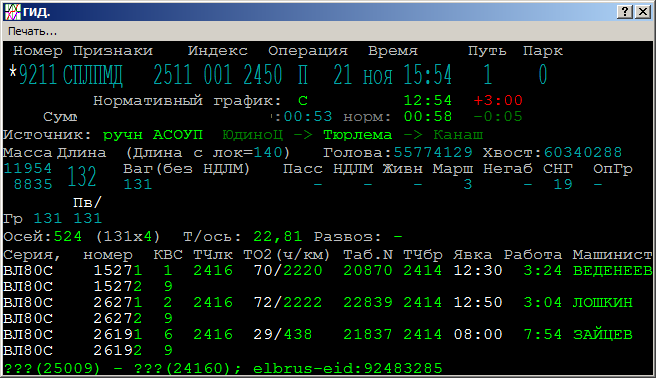 ГИД.
Печать...
Номер Признаки Индекс Операция Время Путь Парк
*9211 СПЛПМД 2511 001 2450 П 21 ноя 15:54 1 0
Нормативный график: С 12:54 +3:00
:00:53 норм: 00:58 -0:05
Источник: ручн АСОУП ЮдиноЦ -> Тюрлема -> Канаш
Масса Длина (Длина с лок=140) Голова:55774129 Хвост:60340288
11954 132 Ваг(без НДЛМ) Пасс НДЛМ Живн Марш Негаб СНГ ОпГр
8835 131 - - - 3 - 19 -
Пв/
Гр 131 131
Осей:524 (131x4) Т/ось: 22,81 Развоз: -
Серия, номер КВС ТЧлк ТО2(ч/км) Таб.N ТЧбр Явка Работа Машинист
ВЛ80С 15271 1 2416 70/2220 20870 2414 12:30 3:24 ВЕДЕНЕЕВ
ВЛ80С 15272 9
ВЛ80С 26271 2 2416 72/2222 22839 2414 12:50 3:04 ЛОШКИН
ВЛ80С 26272 9
ВЛ80С 26191 6 2416 29/438 21837 2414 08:00 7:54 ЗАЙЦЕВ
ВЛ80С 26192 9
???(25009) - ???(24160); elbrus-eid:92483285